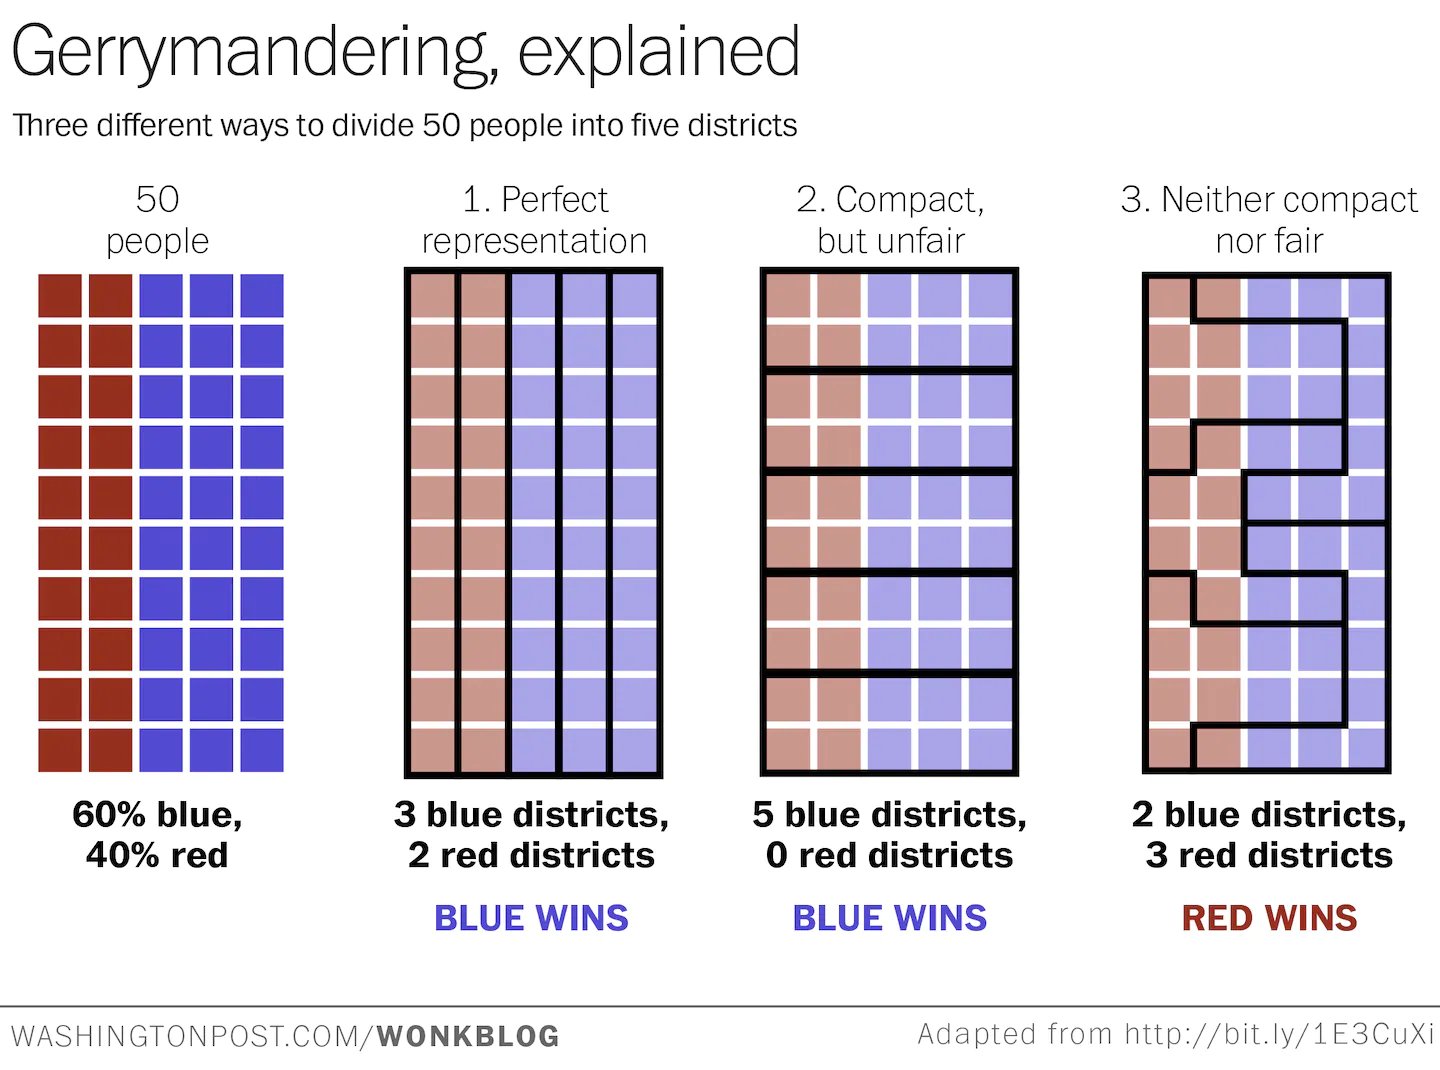 Gerrymandering, explained
Three different ways to divide 50 people into five districts
50
people
1. Perfect
representation
2. Compact,
but unfair
3. Neither compact
nor fair
60% blue,
40% red
3 blue districts,
2 red districts
BLUE WINS
5 blue districts,
0 red districts
BLUE WINS
2 blue districts,
3 red districts
RED WINS
WASHINGTONPOST.COM/WONKBLOG
Adapted from http://bit.ly/1E3CuXi